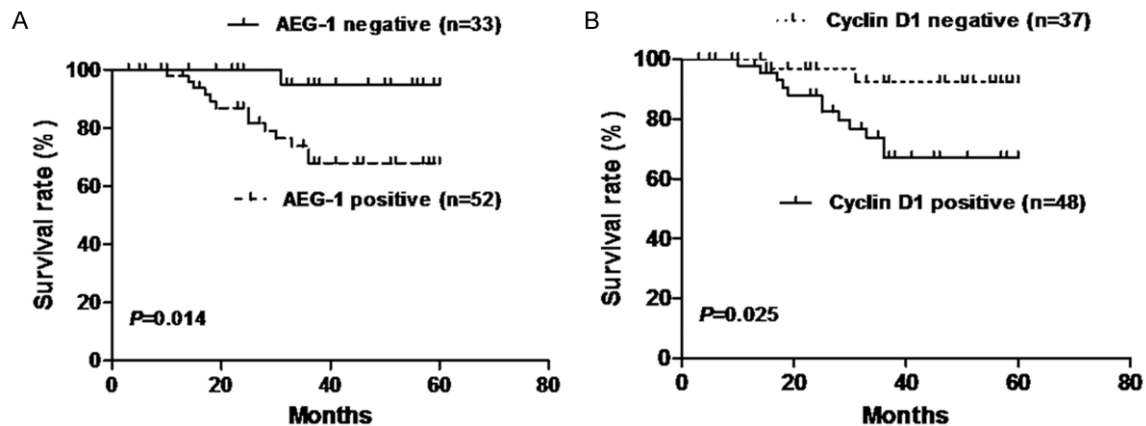 A
AEG-1 negative (n=33)
100
80
60
40
20
0
Survival rate (%)
AEG-1 positive (n=52)
P=0.014
0 20 40 60 80
Months
B
Cyclin D1 negative (n=37)
100
80
60
40
20
0
Survival rate (%)
Cyclin D1 positive (n=48)
P=0.025
0 20 40 60 80
Months